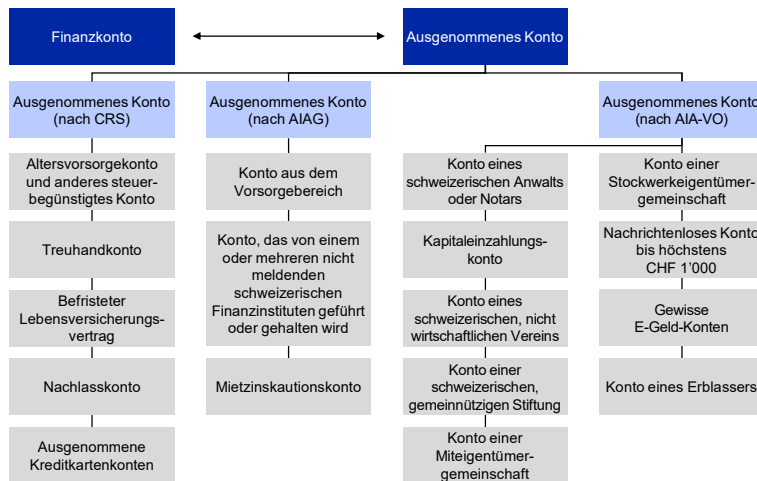 Finanzkonto
Ausgenommenes Konto
Ausgenommenes Konto
(nach CRS)
Ausgenommenes Konto
(nach AIAG)
Ausgenommenes Konto
(nach AIA-VO)
Altersvorsorgekonto
und anderes steuer-
begünstigtes Konto
Treuhandkonto
Befristeter
Lebensversicherungs-
vertrag
Nachlasskonto
Ausgenommene
Kreditkartenkonten
Konto aus dem
Vorsorgebereich
Konto, das von einem
oder mehreren nicht
meldenden
schweizerischen
Finanzinstituten geführt
oder gehalten wird
Mietzinskautionskonto
Konto eines
schweizerischen Anwalts
oder Notars
Kapitaleinzahlungs-
konto
Konto eines
schweizerischen, nicht
wirtschaftlichen Vereins
Konto einer
schweizerischen,
gemeinnützigen Stiftung
Konto einer
Miteigentümer-
gemeinschaft
Konto einer
Stockwerkeigentümer-
gemeinschaft
Nachrichtenloses Konto
bis höchstens
CHF 1’000
Gewisse
E-Geld-Konten
Konto eines Erblassers